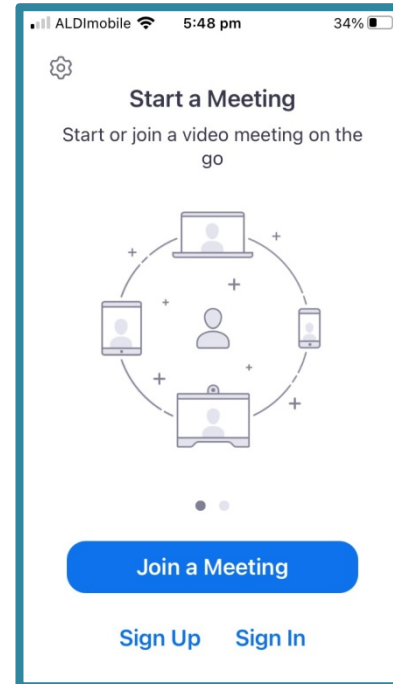 ALDImobile 5:48 pm 34%
Start a Meeting
Start or join a video meeting on the
go
Join a Meeting
Sign Up Sign In